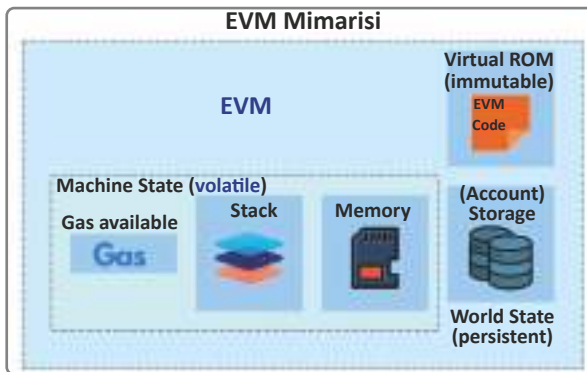 EVM Mimarisi
EVM
Virtual ROM
(immutable)
EVM
Code
Machine State (volatile)
Gas available
Gas
Stack
Memory
(Account)
Storage
World State
(persistent)